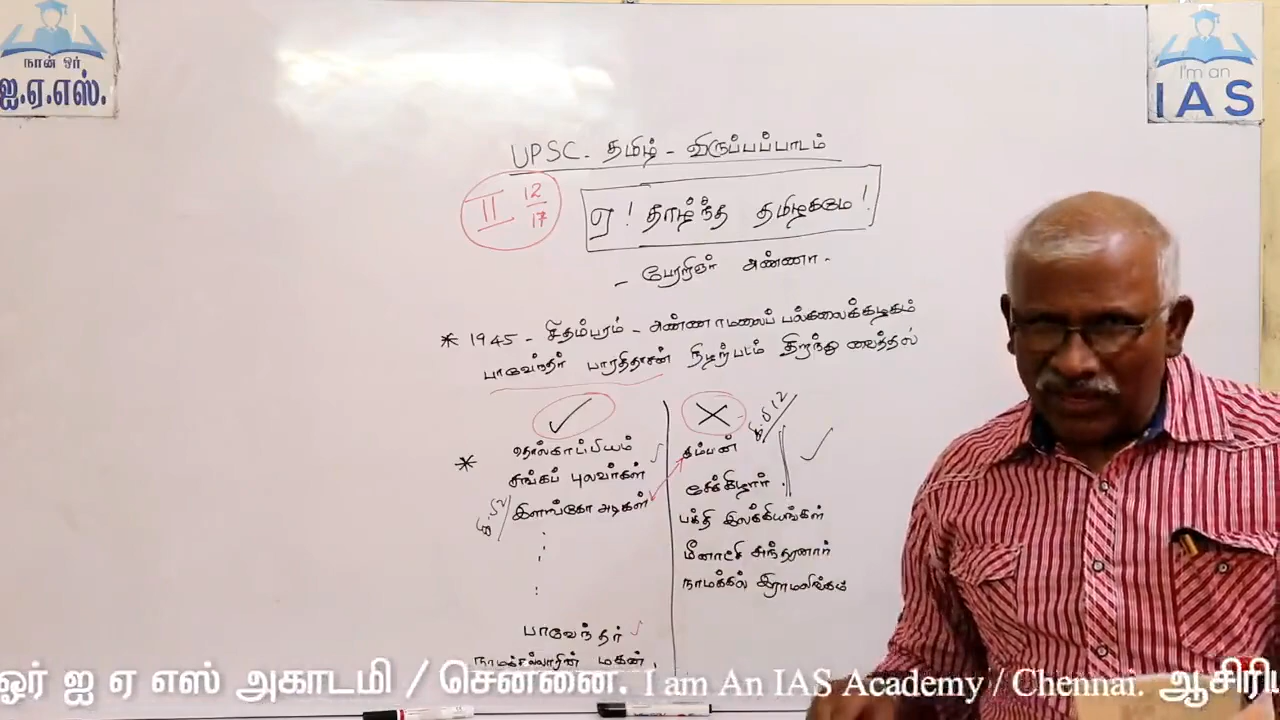 நான் ஓர்
ஐ.ஏ.எஸ்.
I'm an
IAS
UPSC - தமிழ் - விருப்பப்பாடம்
II 12/17
ஏ! தாழ்ந்த தமிழகமே!
- பேரறிஞர் அண்ணா -
* 1945 - சிதம்பரம் - அண்ணாமலைப் பல்கலைக்கழகம்
பாவேந்தர் பாரதிதாசன் நிழற்படம் திறந்து வைத்தல்
* தொல்காப்பியம்
சங்கப் புலவர்கள்
இளங்கோ அடிகள்
பாவேந்தர்
நாமக்கல்லாரின் மகன்.
கம்பன்
சேக்கிழார்
பக்தி இலக்கியங்கள்
மீனாட்சி சுந்தரனார்
நாமக்கல் இராமலிங்கம்
ஓர் ஐ ஏ எஸ் அகாடமி / சென்னை. I am An IAS Academy / Chennai. ஆசிரி